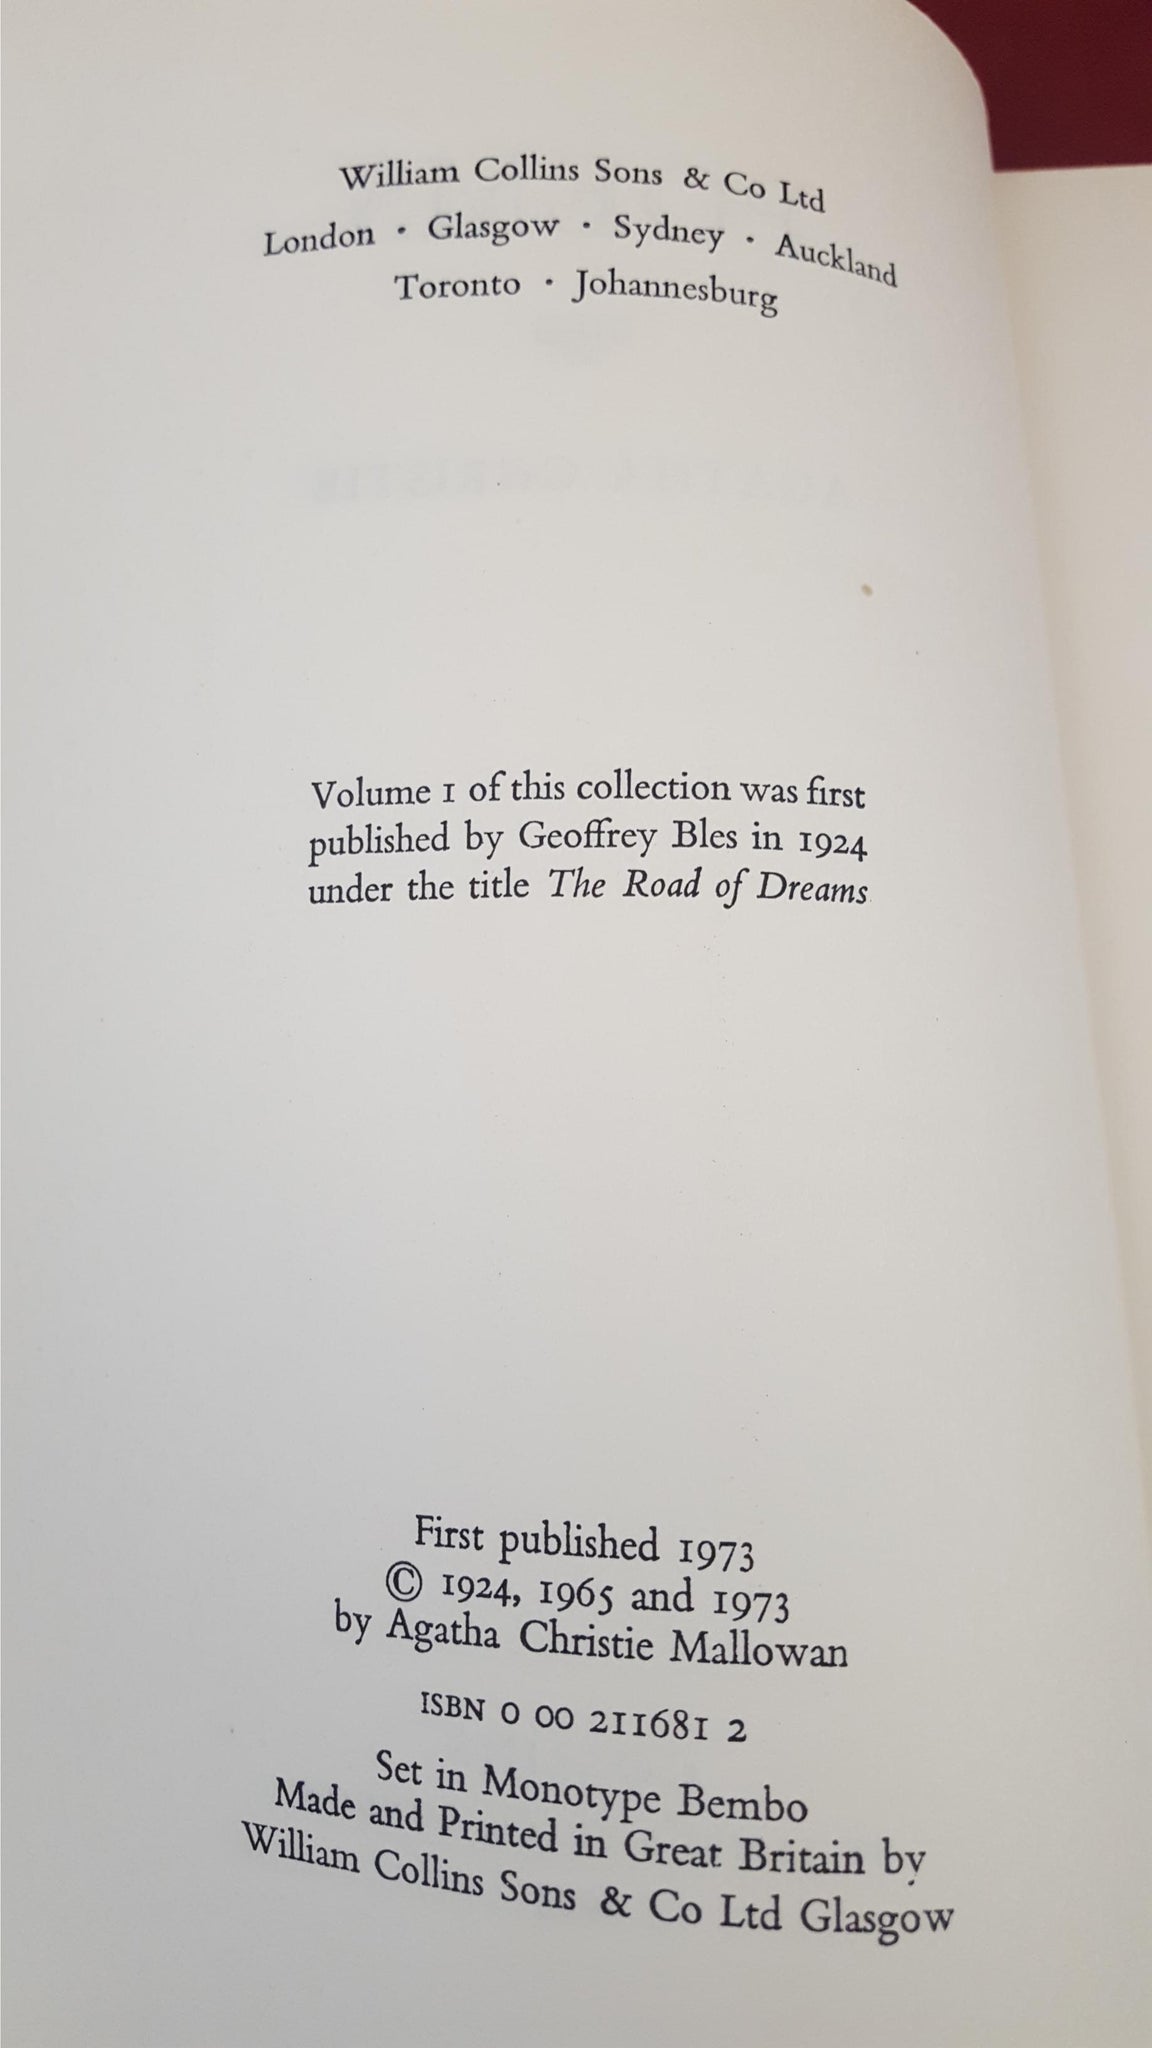 William Collins Sons & Co Ltd
London · Glasgow · Sydney · Auckland
Toronto · Johannesburg
Volume 1 of this collection was first
published by Geoffrey Bles in 1924
under the title The Road of Dreams
First published 1973
© 1924, 1965 and 1973
by Agatha Christie Mallowan
ISBN 0 00 211681 2
Set in Monotype Bembo
Made and Printed in Great Britain by
William Collins Sons & Co Ltd Glasgow